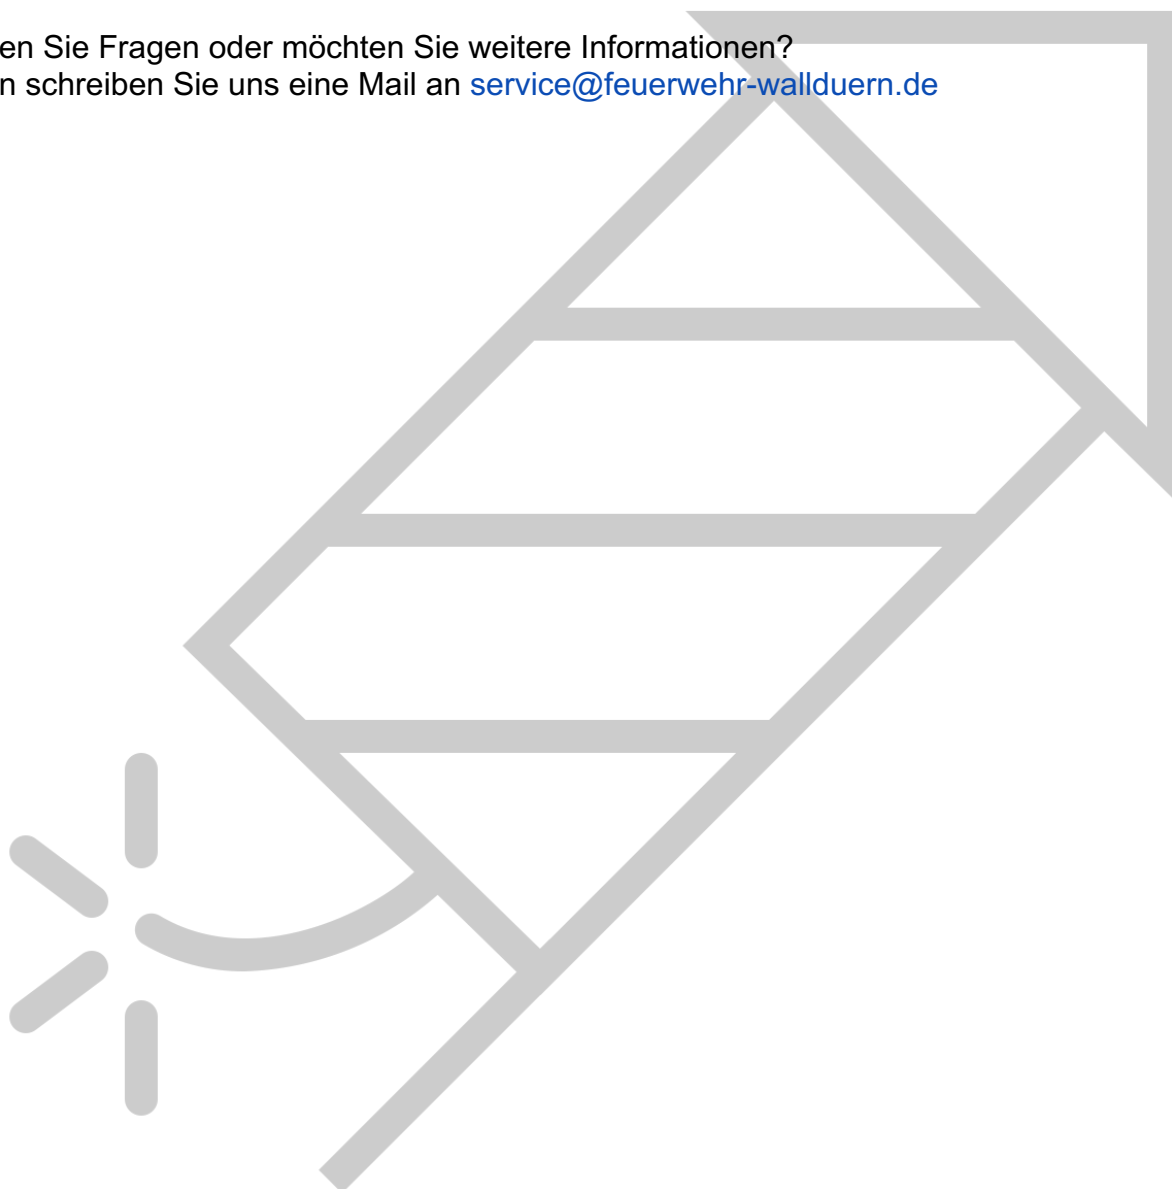 en Sie Fragen oder möchten Sie weitere Informationen?
n schreiben Sie uns eine Mail an service@feuerwehr-wallduern.de